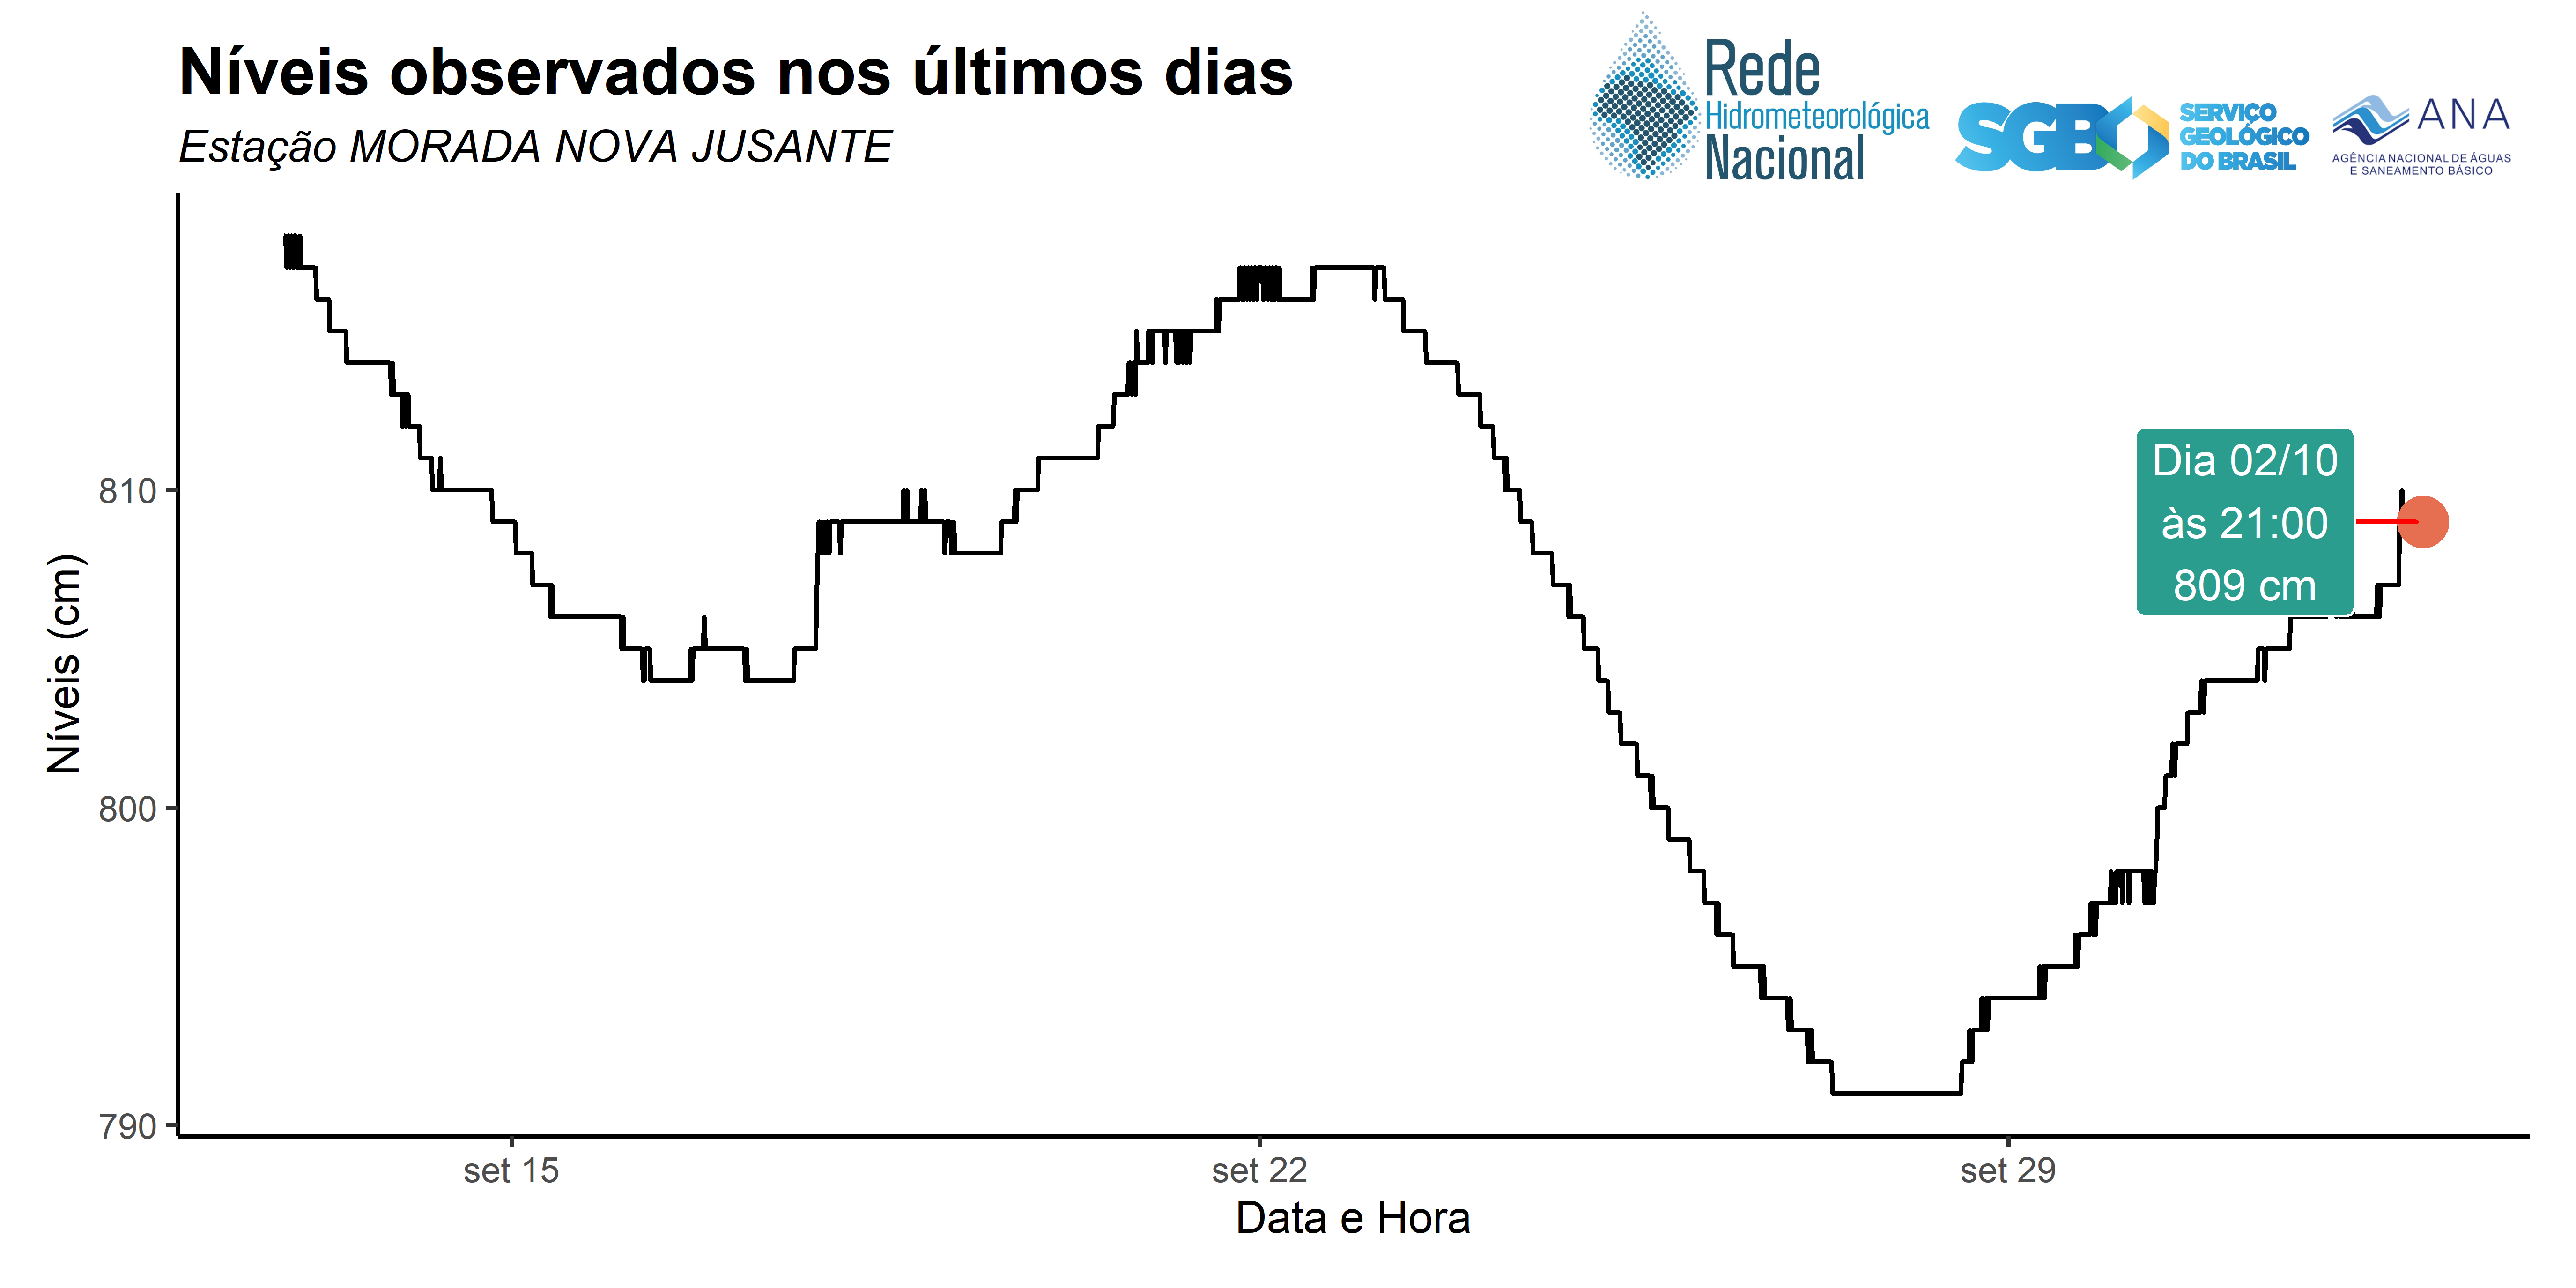 Níveis observados nos últimos dias
Estação MORADA NOVA JUSANTE
Rede
Hidrometeorológica
Nacional
SGB
SERVIÇO
GEOLÓGICO
DO BRASIL
ANA
AGÊNCIA NACIONAL DE ÁGUAS
E SANEAMENTO BÁSICO
Níveis (cm)
810
800
790
Dia 02/10
às 21:00
809 cm
set 15
set 22
set 29
Data e Hora